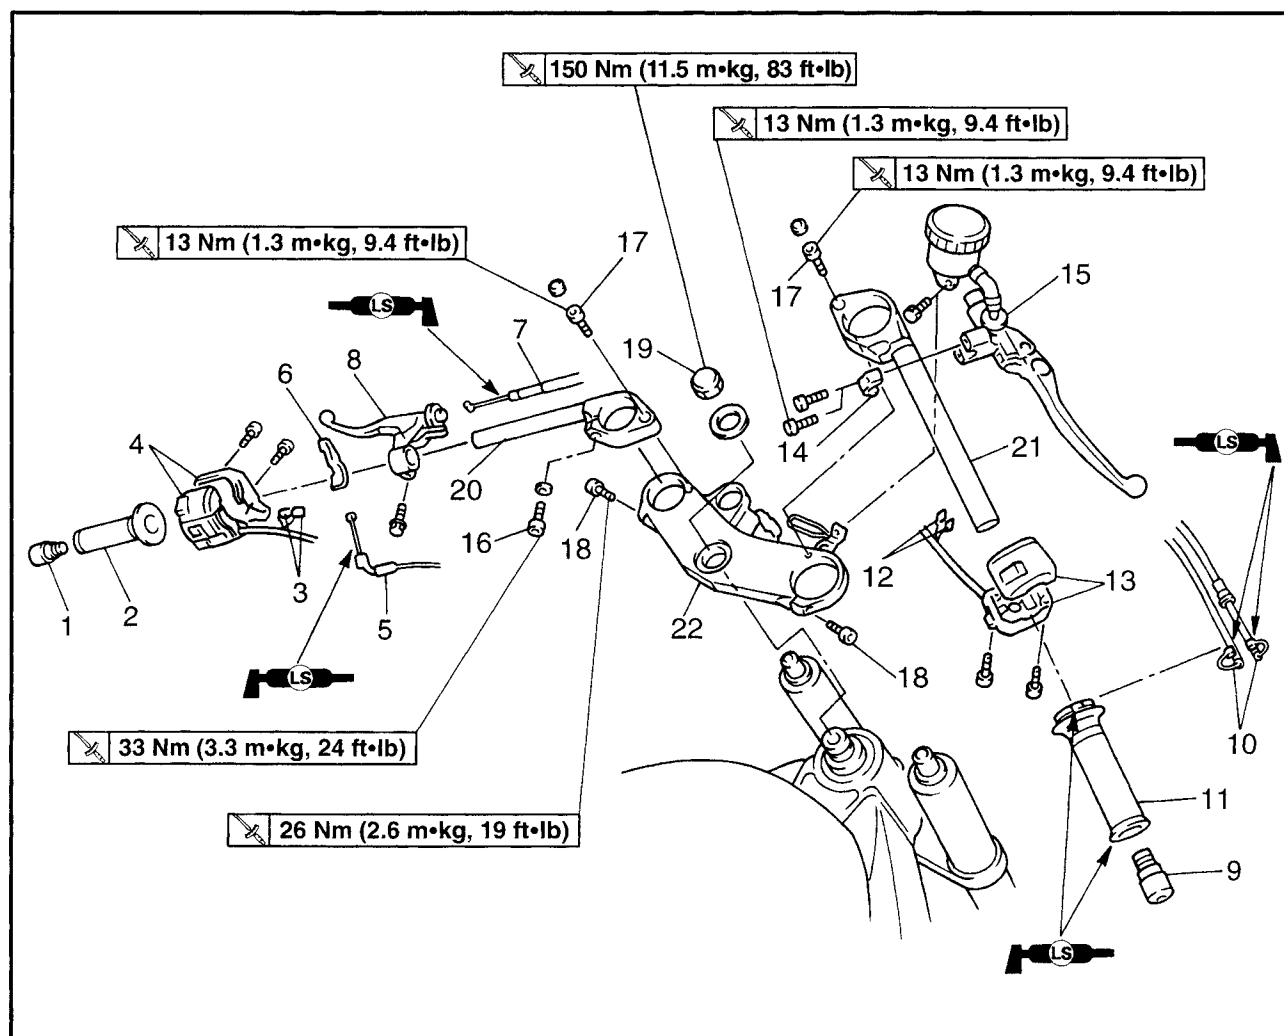 150 Nm (11.5 m•kg, 83 ft•lb)
13 Nm (1.3 m•kg, 9.4 ft•lb)
13 Nm (1.3 m•kg, 9.4 ft•lb)
13 Nm (1.3 m•kg, 9.4 ft•lb)
17
17
15
LS
7
19
8
6
4
LS
14
21
20
16
18
12
13
3
2
1
5
22
18
LS
10
33 Nm (3.3 m•kg, 24 ft•lb)
11
26 Nm (2.6 m•kg, 19 ft•lb)
9
LS